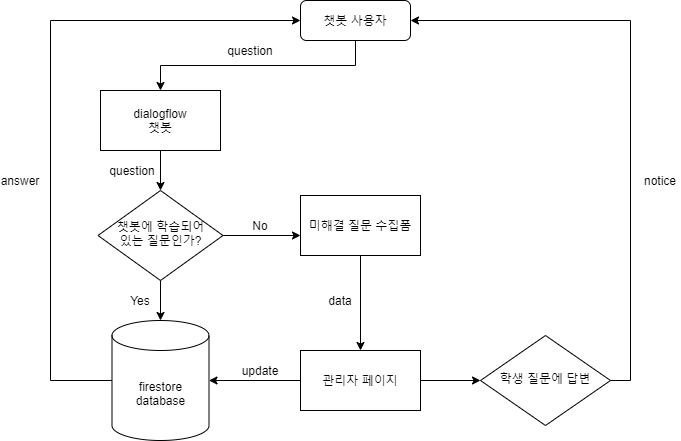 챗봇 사용자
question
dialogflow
챗봇
question
answer
notice
챗봇에 학습되어
있는 질문인가?
No
미해결 질문 수집폼
Yes
data
firestore
database
update
관리자 페이지
학생 질문에 답변